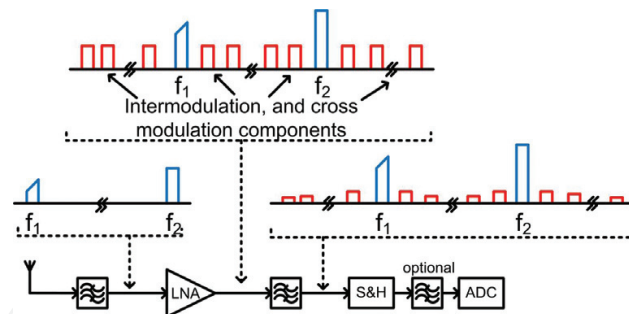 f1 f2
Intermodulation, and cross
modulation components
f1 f2
f1 f2
optional
LNA S&H ADC